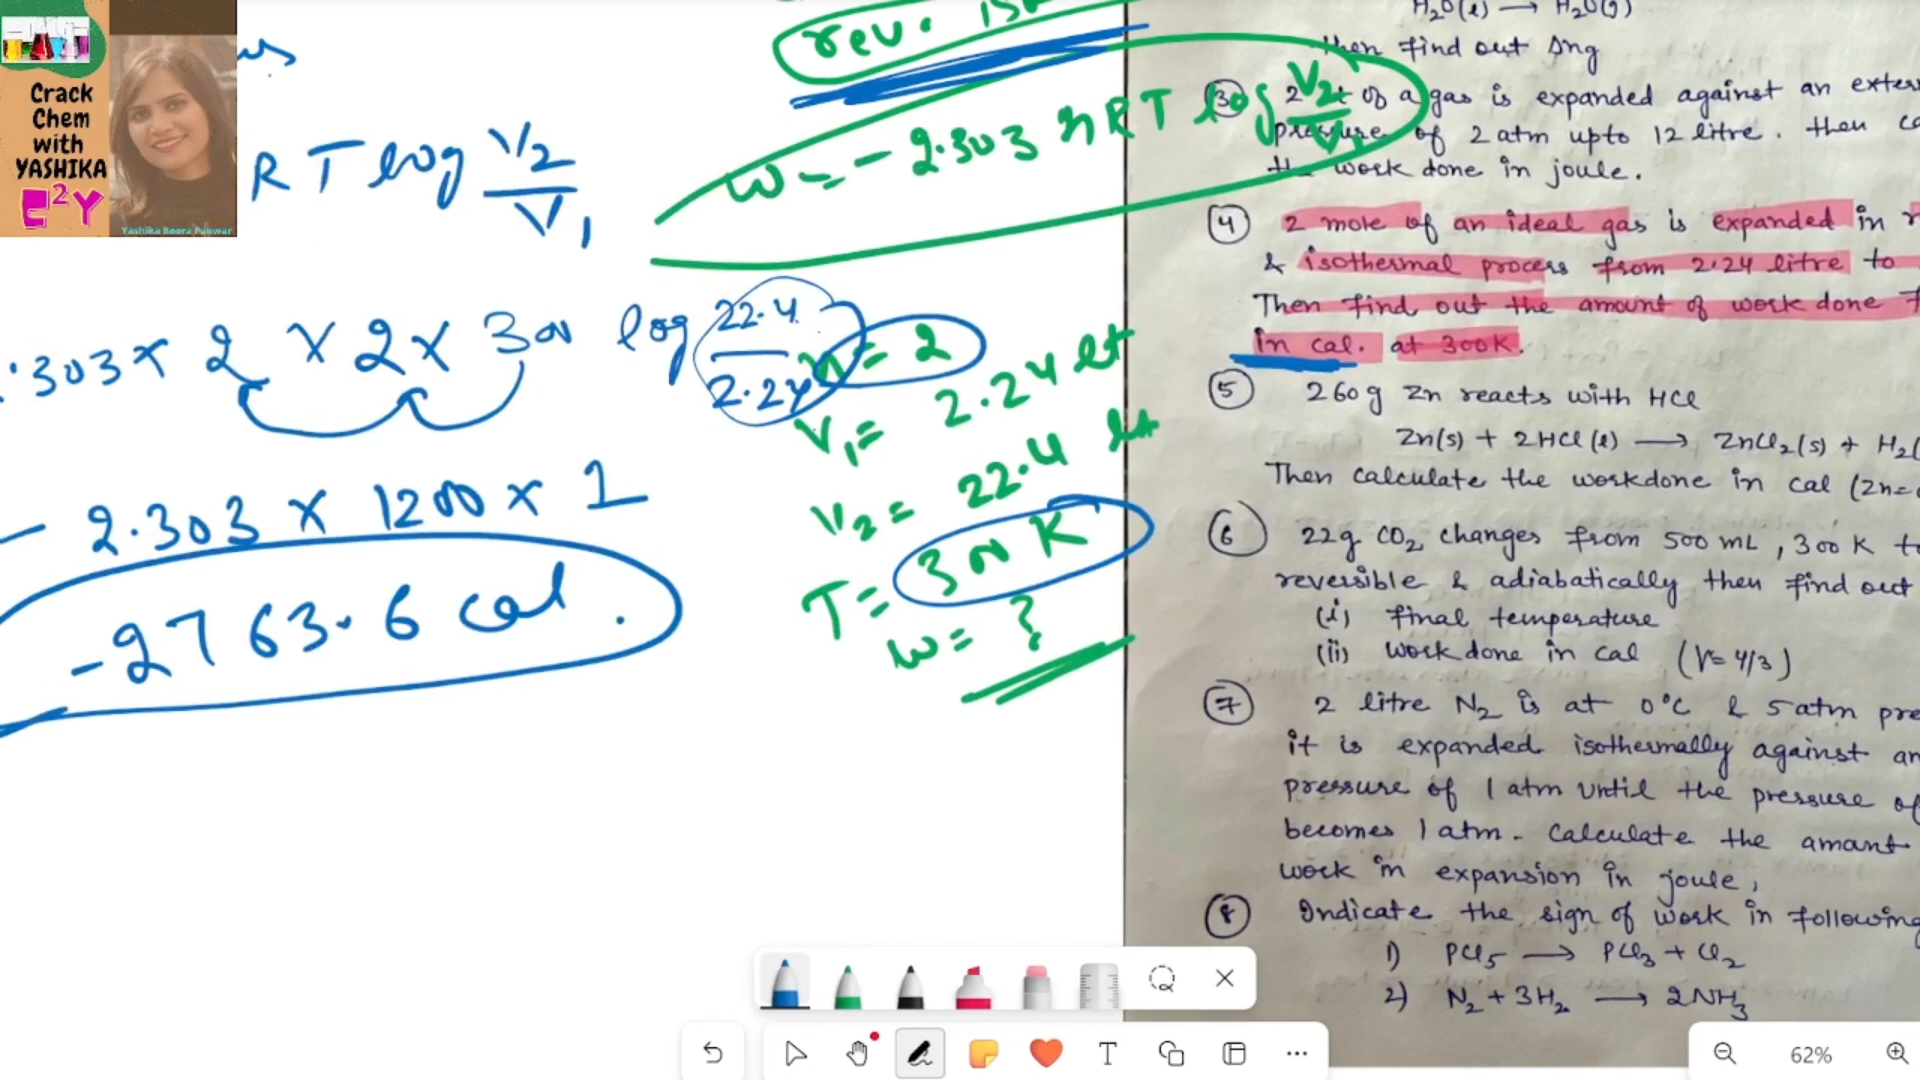 Crack
Chem
with
YASHIKA
E²Y
Yashika Boora Punwar
us
RT log V2/V1
.303 × 2 × 2 × 300 log 22.4/2.24
- 2.303 × 1200 × 1
-2763.6 cal.
rev.
w = -2.303 nRT log V2/V1
n = 2
V1 = 2.24 lt
V2 = 22.4 lt
T = 300 K
w = ?
H2O(l) → H2O(g)
then find out Δng
③ 2 of a gas is expanded against an
pressure of 2 atm upto 12 litre. then
the work done in joule.
④ 2 mole of an ideal gas is expanded in
& isothermal process from 2.24 litre to
Then find out the amount of work done
in cal. at 300K.
⑤ 260g Zn reacts with HCl
Zn(s) + 2HCl(l) → ZnCl2(s) + H2(
Then calculate the workdone in cal (Zn=
⑥ 22g CO2 changes from 500 mL, 300 K to
reversible & adiabatically then find out
(i) final temperature
(ii) work done in cal (γ= 4/3)
⑦ 2 litre N2 is at 0°C & 5 atm pre
it is expanded isothermally against an
pressure of 1 atm until the pressure of
becomes 1 atm. Calculate the amount
work in expansion in joule,
⑧ Indicate the sign of work in following
1) PCl5 → PCl3 + Cl2
2) N2 + 3H2 → 2NH3
62%